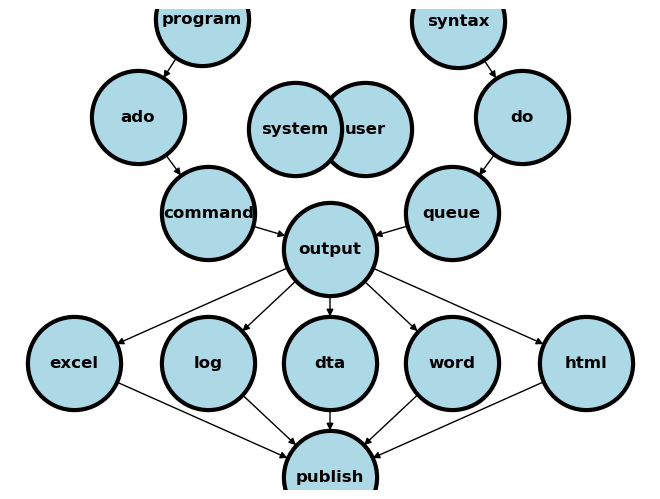 program
syntax
ado
system
user
do
command
queue
output
excel
log
dta
word
html
publish